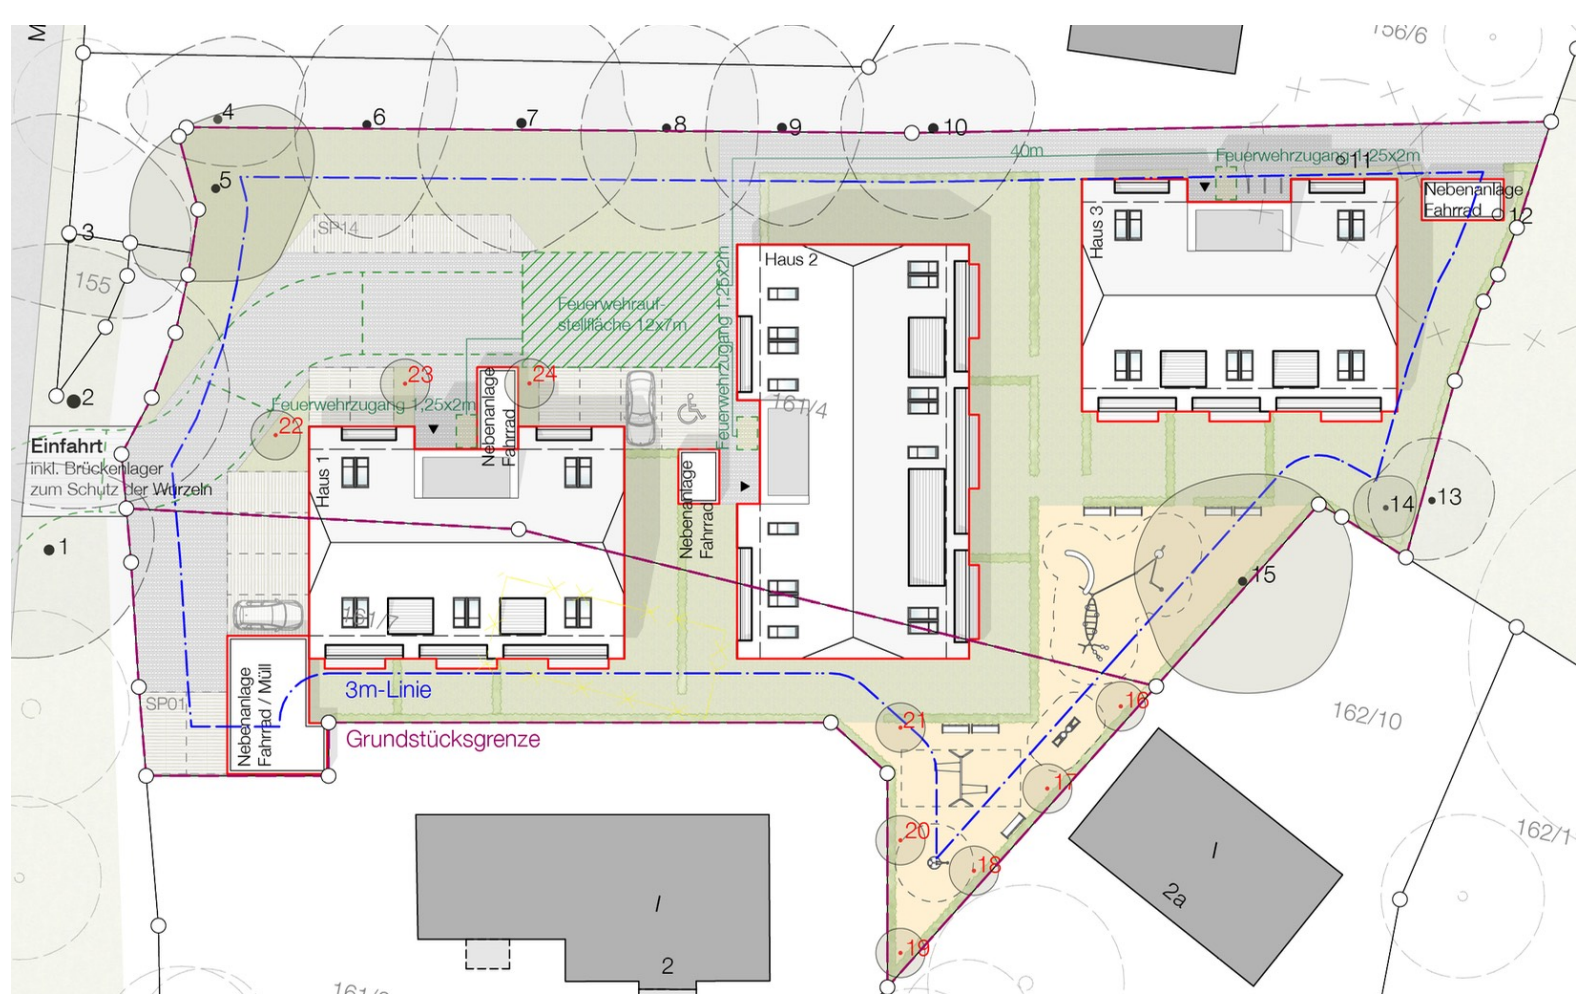 M
156/6
4
6
7
8
9
10
40m
Feuerwehrzugang 1,25x2m
11
5
Nebenanlage
Fahrrad
12
3
SP14
Haus 3
Haus 2
155
Feuerwehrauf-
stellfläche 12x7m
Feuerwehrzugang 1,25x2m
23
24
2
Feuerwehrzugang 1,25x2m
Nebenanlage
Fahrrad
161/4
22
Einfahrt
inkl. Brückenlager
zum Schutz der Wurzeln
Haus 1
Nebenanlage
Fahrrad
14
13
1
15
161/7
Nebenanlage
Fahrrad / Müll
SP01
3m-Linie
Grundstücksgrenze
16
21
162/10
17
20
18
162/1
I
2a
I
19
2